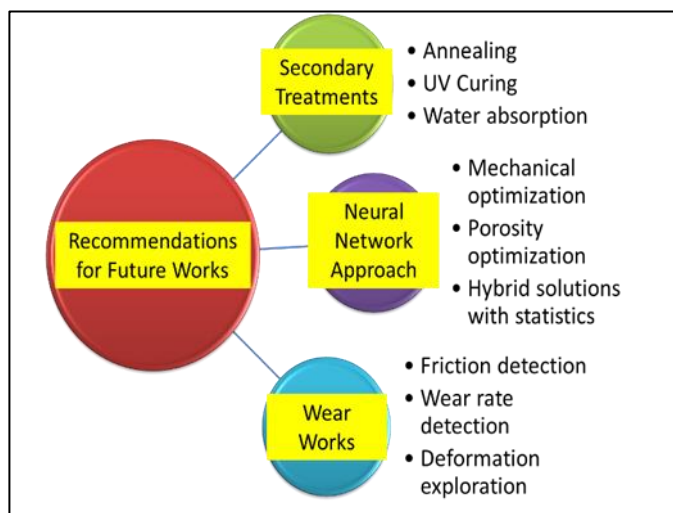 Recommendations
for Future Works
Secondary
Treatments
• Annealing
• UV Curing
• Water absorption
Neural
Network
Approach
• Mechanical
optimization
• Porosity
optimization
• Hybrid solutions
with statistics
Wear
Works
• Friction detection
• Wear rate
detection
• Deformation
exploration